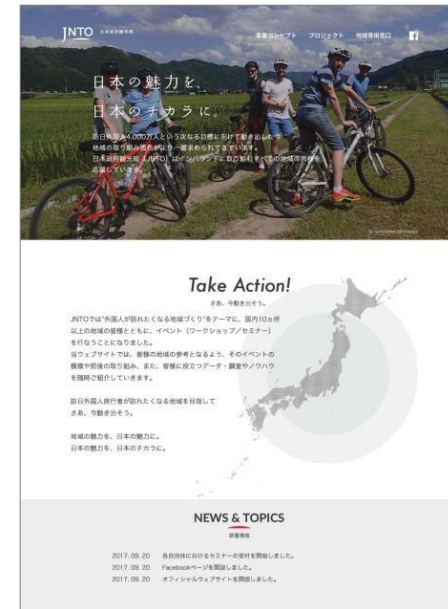 JNTO 日本政府観光局
事業コンセプト プロジェクト 地域専用窓口
日本の魅力を、
日本のチカラに。
訪日外国人4,000万人という次なる目標に向けて動き出した今、
地域の取り組み強化がより一層求められてきています。
日本政府観光局（JNTO）はインバウンドに取り組むすべての地域の皆様を
応援しています。
Take Action!
さあ、今動き出そう。
JNTOでは"外国人が訪れたくなる地域づくり"をテーマに、国内10ヵ所
以上の地域の皆様とともに、イベント（ワークショップ／セミナー）
を行なうことになりました。
当ウェブサイトでは、皆様の地域の参考となるよう、そのイベントの
模様や前後の取り組み、また、皆様に役立つデータ・調査やノウハウ
を随時ご紹介していきます。
訪日外国人旅行者が訪れたくなる地域を目指して
さあ、今動き出そう。
地域の魅力を、日本の魅力に。
日本の魅力を、日本のチカラに。
NEWS & TOPICS
新着情報
2017. 09. 20 各自治体におけるセミナーの受付を開始しました。
2017. 09. 20 Facebookページを開設しました。
2017. 09. 20 オフィシャルウェブサイトを開設しました。